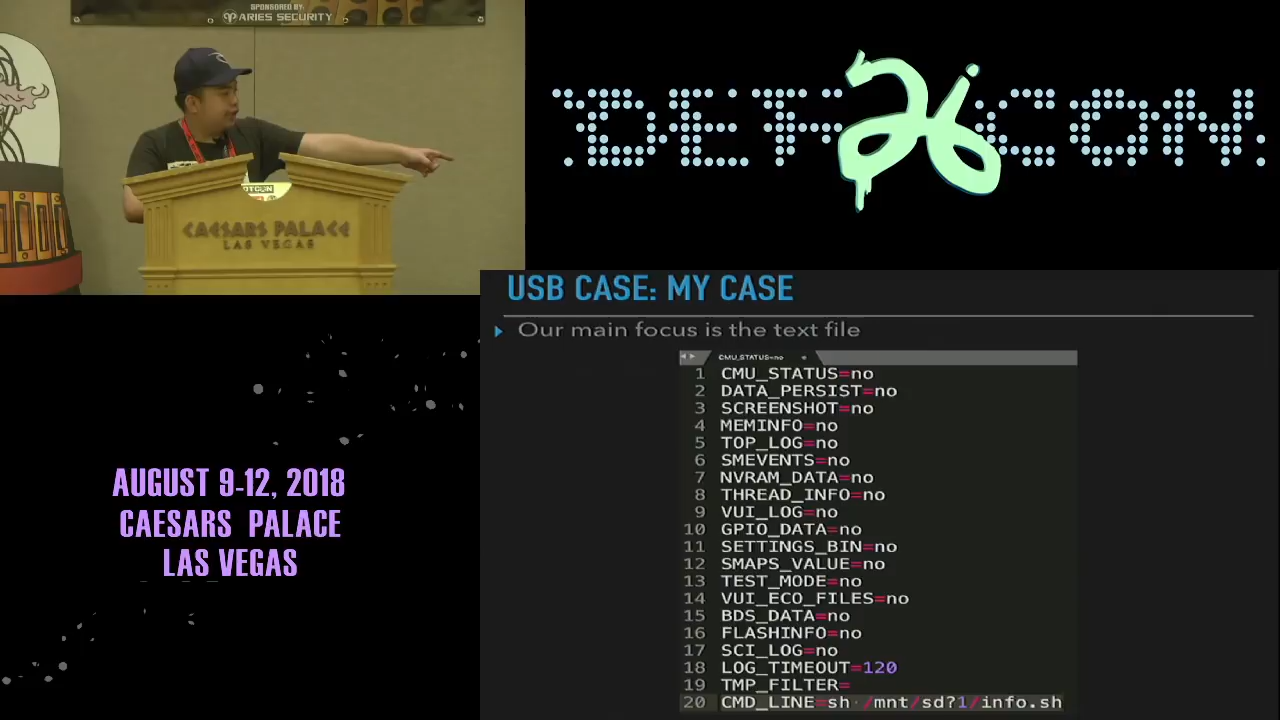 SPONSORED BY:
ARIES SECURITY
DEF 26 CON
CAESARS PALACE
LAS VEGAS
USB CASE: MY CASE
Our main focus is the text file
CMU_STATUS=no
1 CMU_STATUS=no
2 DATA_PERSIST=no
3 SCREENSHOT=no
4 MEMINFO=no
5 TOP_LOG=no
6 SMEVENTS=no
7 NVRAM_DATA=no
8 THREAD_INFO=no
9 VUI_LOG=no
10 GPIO_DATA=no
11 SETTINGS_BIN=no
12 SMAPS_VALUE=no
13 TEST_MODE=no
14 VUI_ECO_FILES=no
15 BDS_DATA=no
16 FLASHINFO=no
17 SCI_LOG=no
18 LOG_TIMEOUT=120
19 TMP_FILTER=
20 CMD_LINE=sh /mnt/sd?1/info.sh
AUGUST 9-12, 2018
CAESARS PALACE
LAS VEGAS